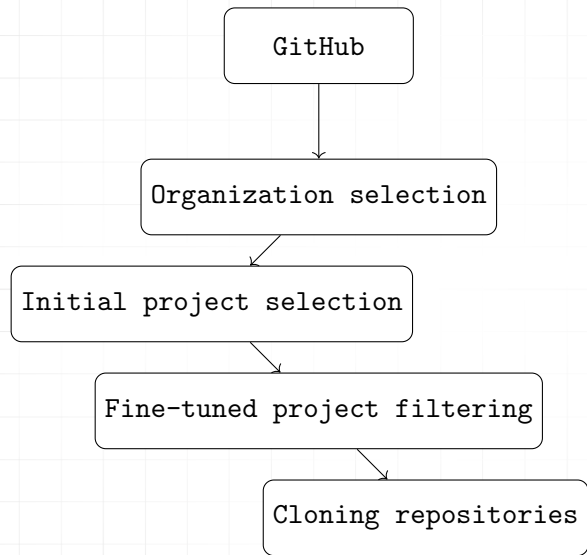 GitHub
Organization selection
Initial project selection
Fine-tuned project filtering
Cloning repositories